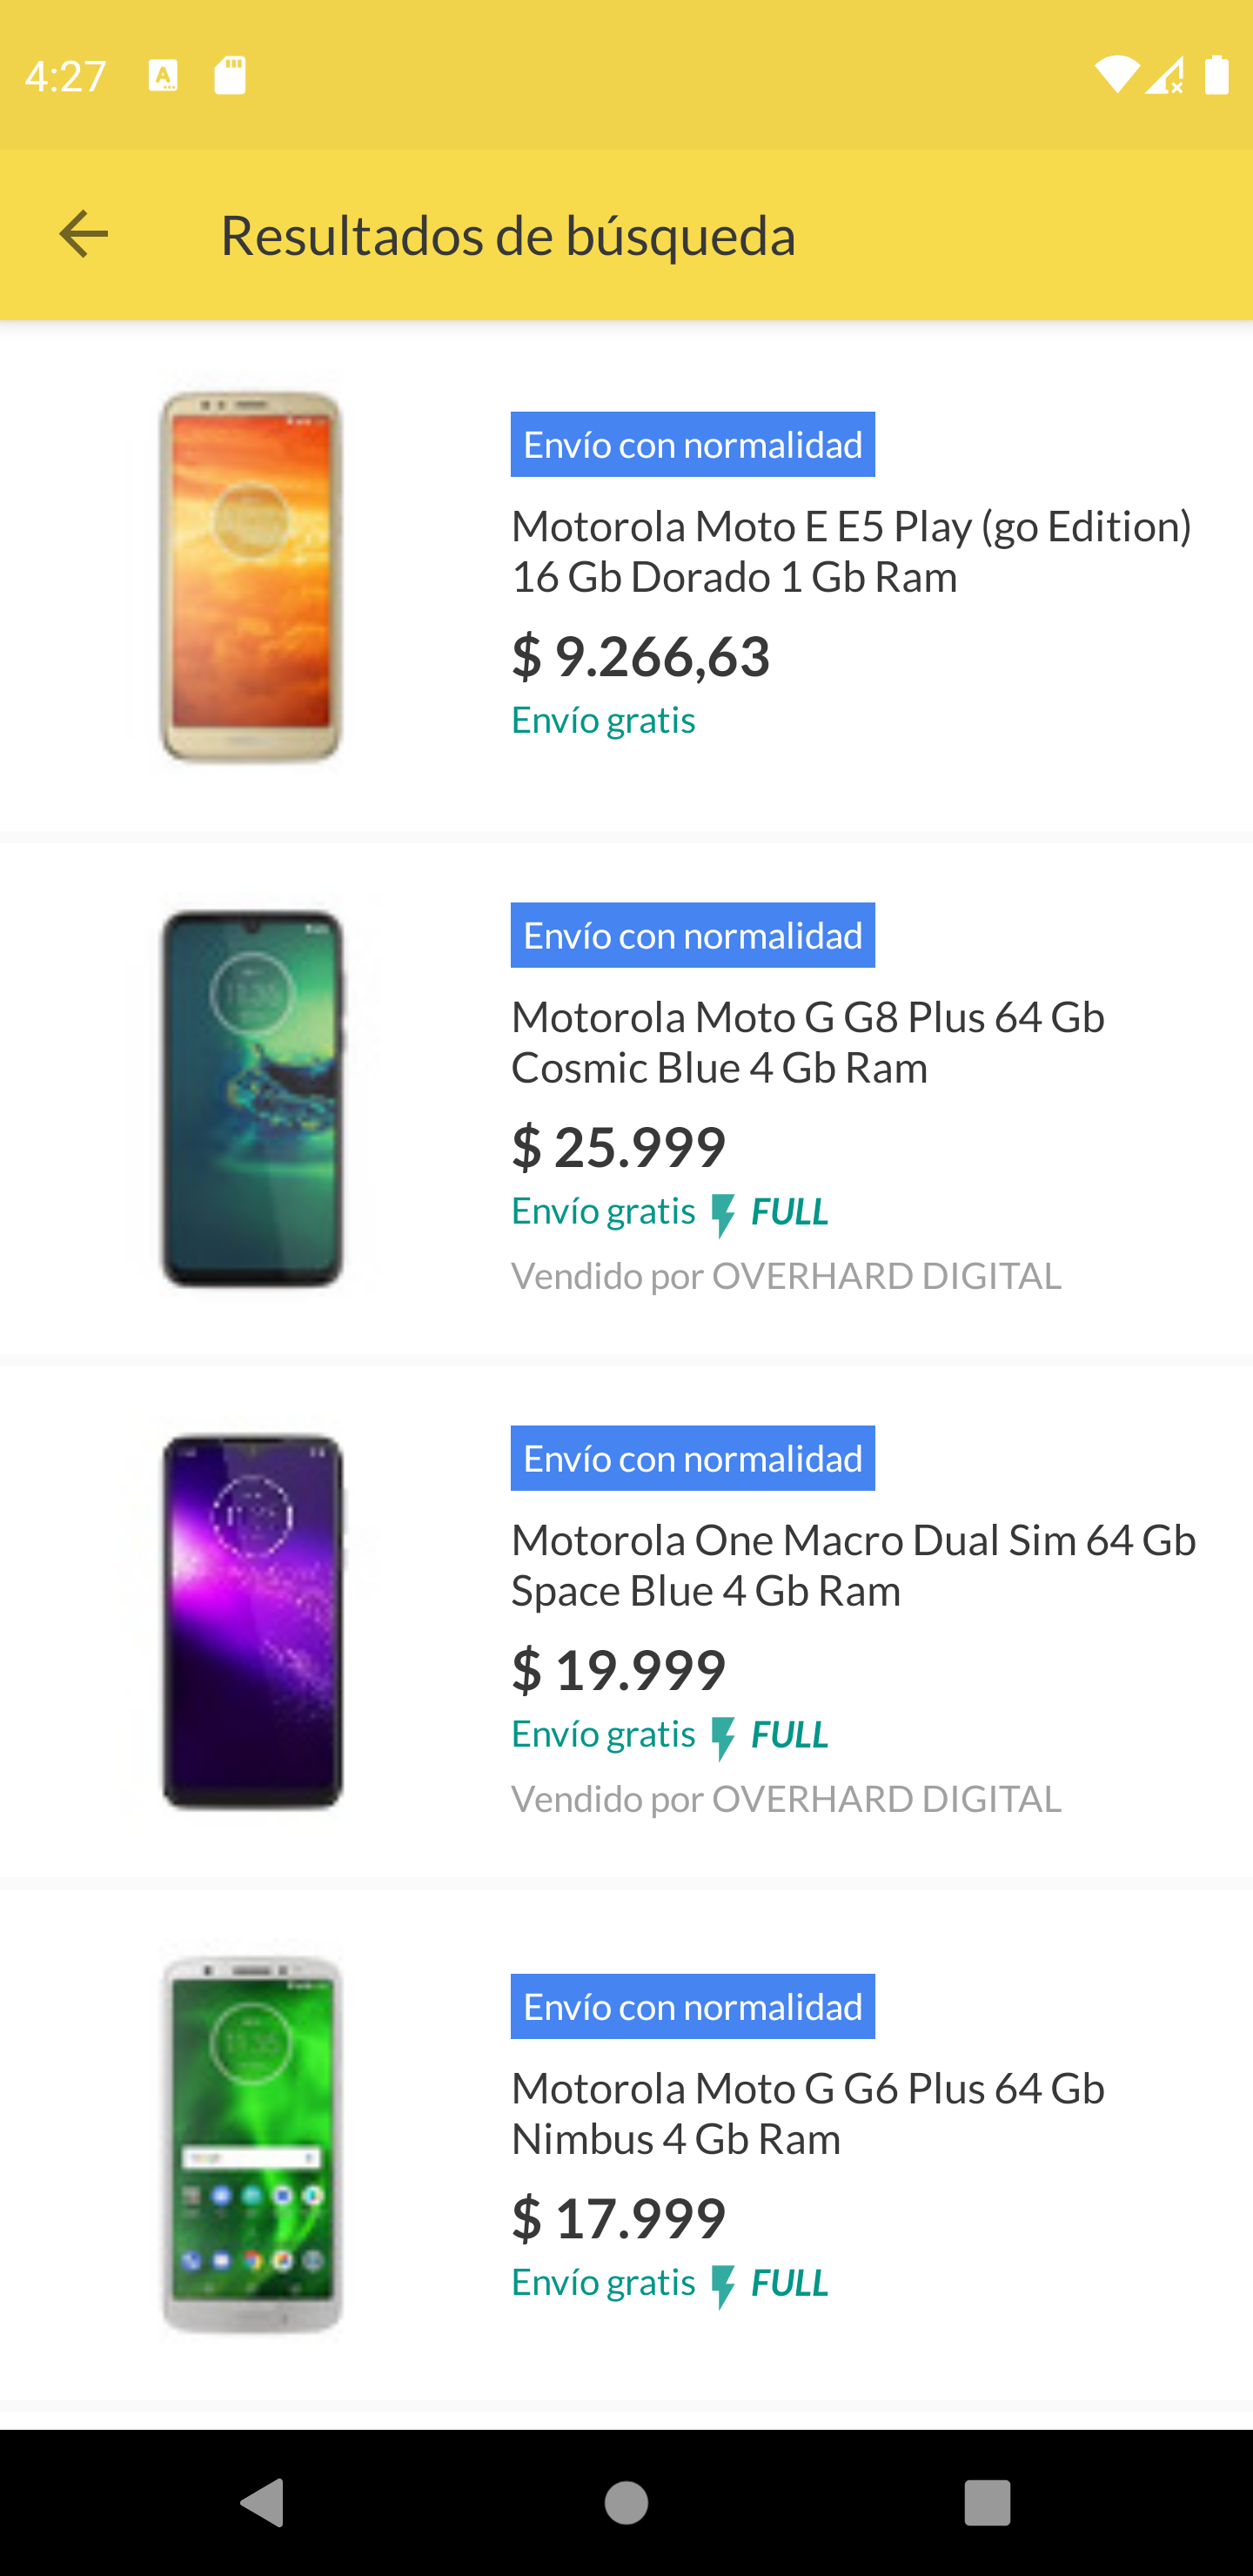 4:27
Resultados de búsqueda
Envío con normalidad
Motorola Moto E E5 Play (go Edition)
16 Gb Dorado 1 Gb Ram
$ 9.266,63
Envío gratis
Envío con normalidad
Motorola Moto G G8 Plus 64 Gb
Cosmic Blue 4 Gb Ram
$ 25.999
Envío gratis FULL
Vendido por OVERHARD DIGITAL
Envío con normalidad
Motorola One Macro Dual Sim 64 Gb
Space Blue 4 Gb Ram
$ 19.999
Envío gratis FULL
Vendido por OVERHARD DIGITAL
Envío con normalidad
Motorola Moto G G6 Plus 64 Gb
Nimbus 4 Gb Ram
$ 17.999
Envío gratis FULL